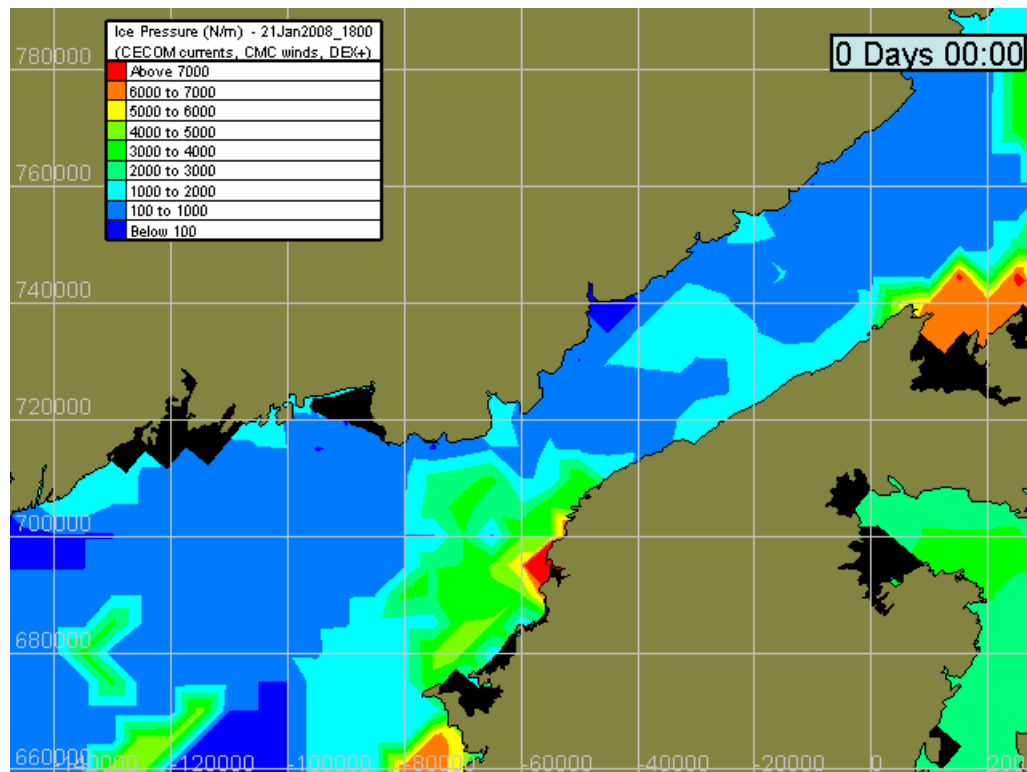 Ice Pressure (N/m) - 21Jan2008_1800
(CECOM currents, CMC winds, DEX+)
Above 7000
6000 to 7000
5000 to 6000
4000 to 5000
3000 to 4000
2000 to 3000
1000 to 2000
100 to 1000
Below 100
0 Days 00:00
780000
760000
740000
720000
700000
680000
660000
-140000
-120000
-100000
-80000
-60000
-40000
-20000
0
200